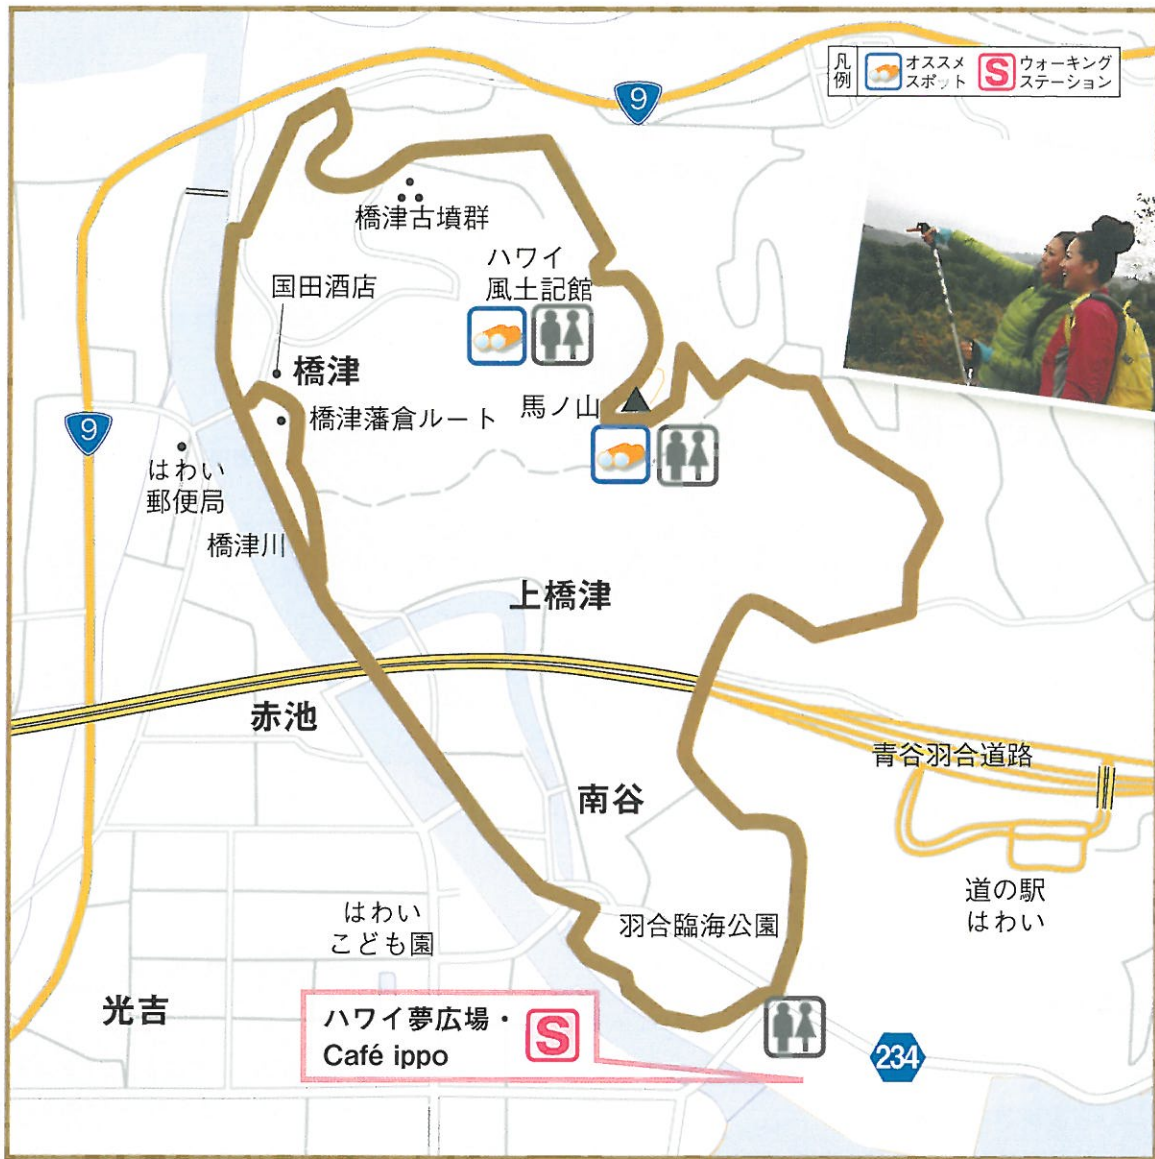 凡例
オススメ
スポット
S
ウォーキング
ステーション
9
橋津古墳群
ハワイ
風土記館
国田酒店
橋津
馬ノ山
橋津藩倉ルート
9
はわい
郵便局
橋津川
上橋津
赤池
青谷羽合道路
南谷
道の駅
はわい
はわい
こども園
羽合臨海公園
光吉
ハワイ夢広場・
Café ippo
S
234